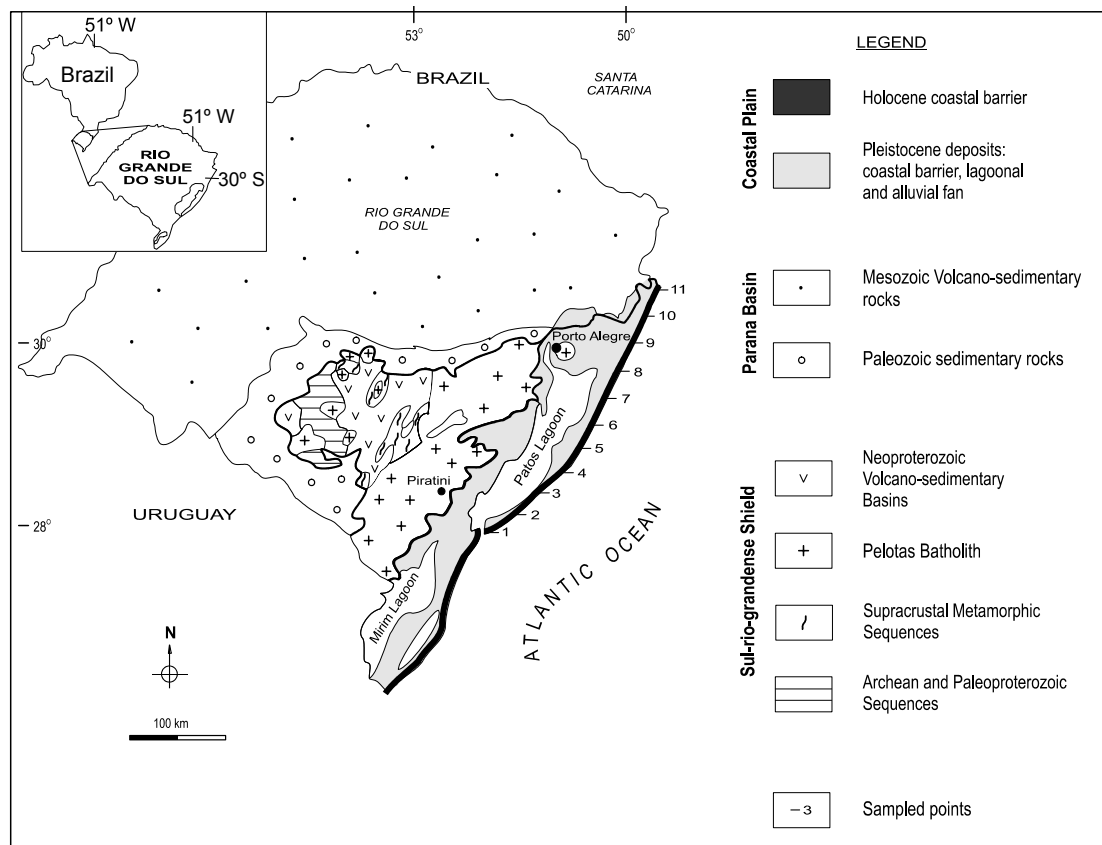 51º W
Brazil
51º W
RIO
GRANDE
DO SUL
30º S
53º
50º
BRAZIL
SANTA
CATARINA
RIO GRANDE
DO SUL
11
10
Porto Alegre
30º
9
8
7
6
Patos Lagoon
5
4
Piratini
3
2
28º
1
URUGUAY
Mirim Lagoon
ATLANTIC OCEAN
N
100 km
LEGEND
Coastal Plain
Holocene coastal barrier
Pleistocene deposits:
coastal barrier, lagoonal
and alluvial fan
Parana Basin
Mesozoic Volcano-sedimentary
rocks
Paleozoic sedimentary rocks
Sul-rio-grandense Shield
Neoproterozoic
Volcano-sedimentary
Basins
Pelotas Batholith
Supracrustal Metamorphic
Sequences
Archean and Paleoproterozoic
Sequences
3
Sampled points